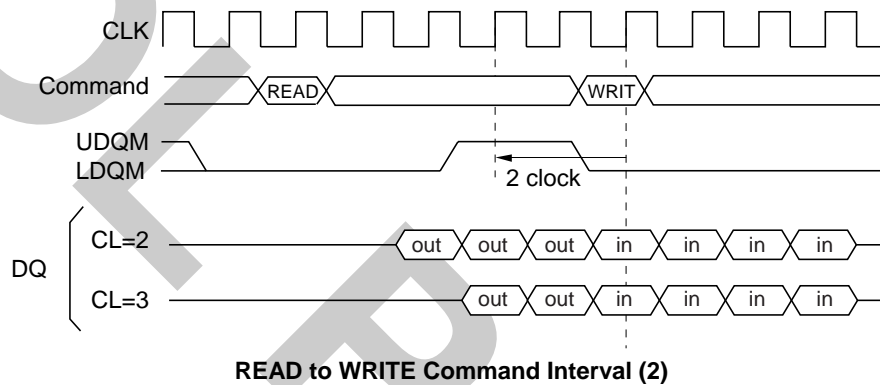 CLK
Command READ WRIT
UDQM
LDQM
2 clock
DQ
CL=2 out out out in in in in
CL=3 out out in in in in
READ to WRITE Command Interval (2)